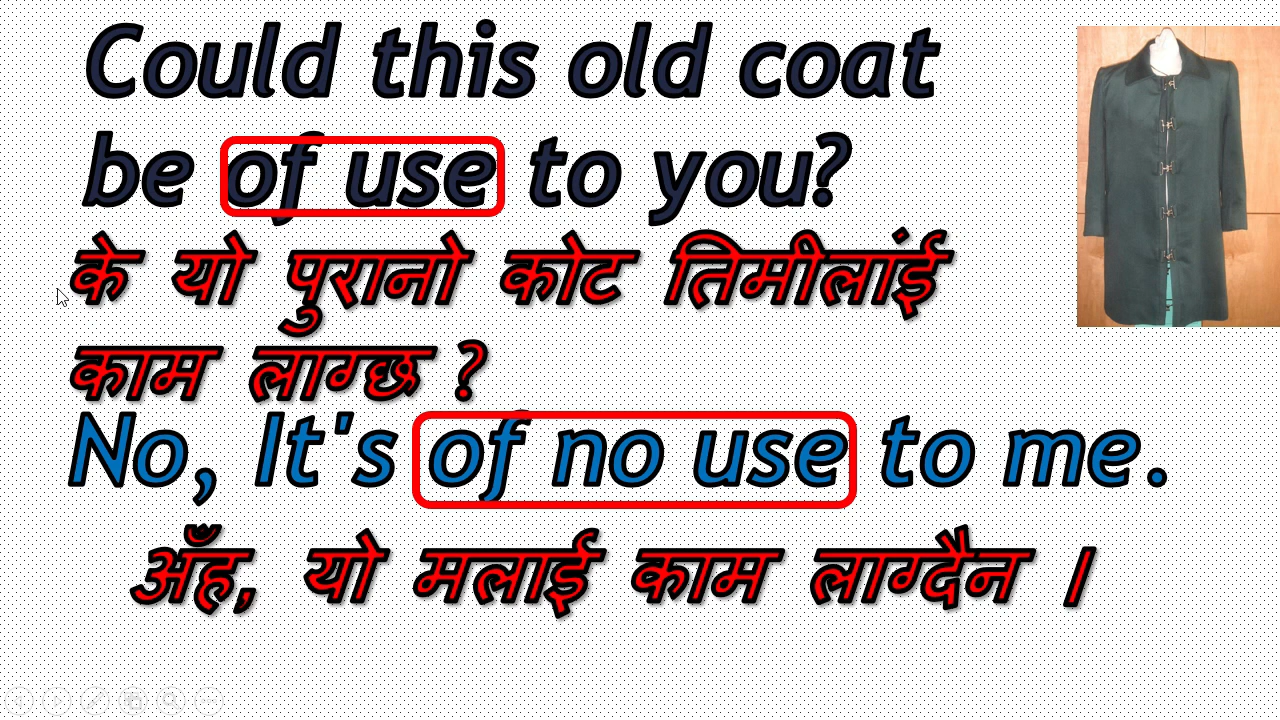 Could this old coat
be of use to you?
के यो पुरानो कोट तिमीलांई
काम लाग्छ ?
No, It's of no use to me.
अँह, यो मलाई काम लाग्दैन ।